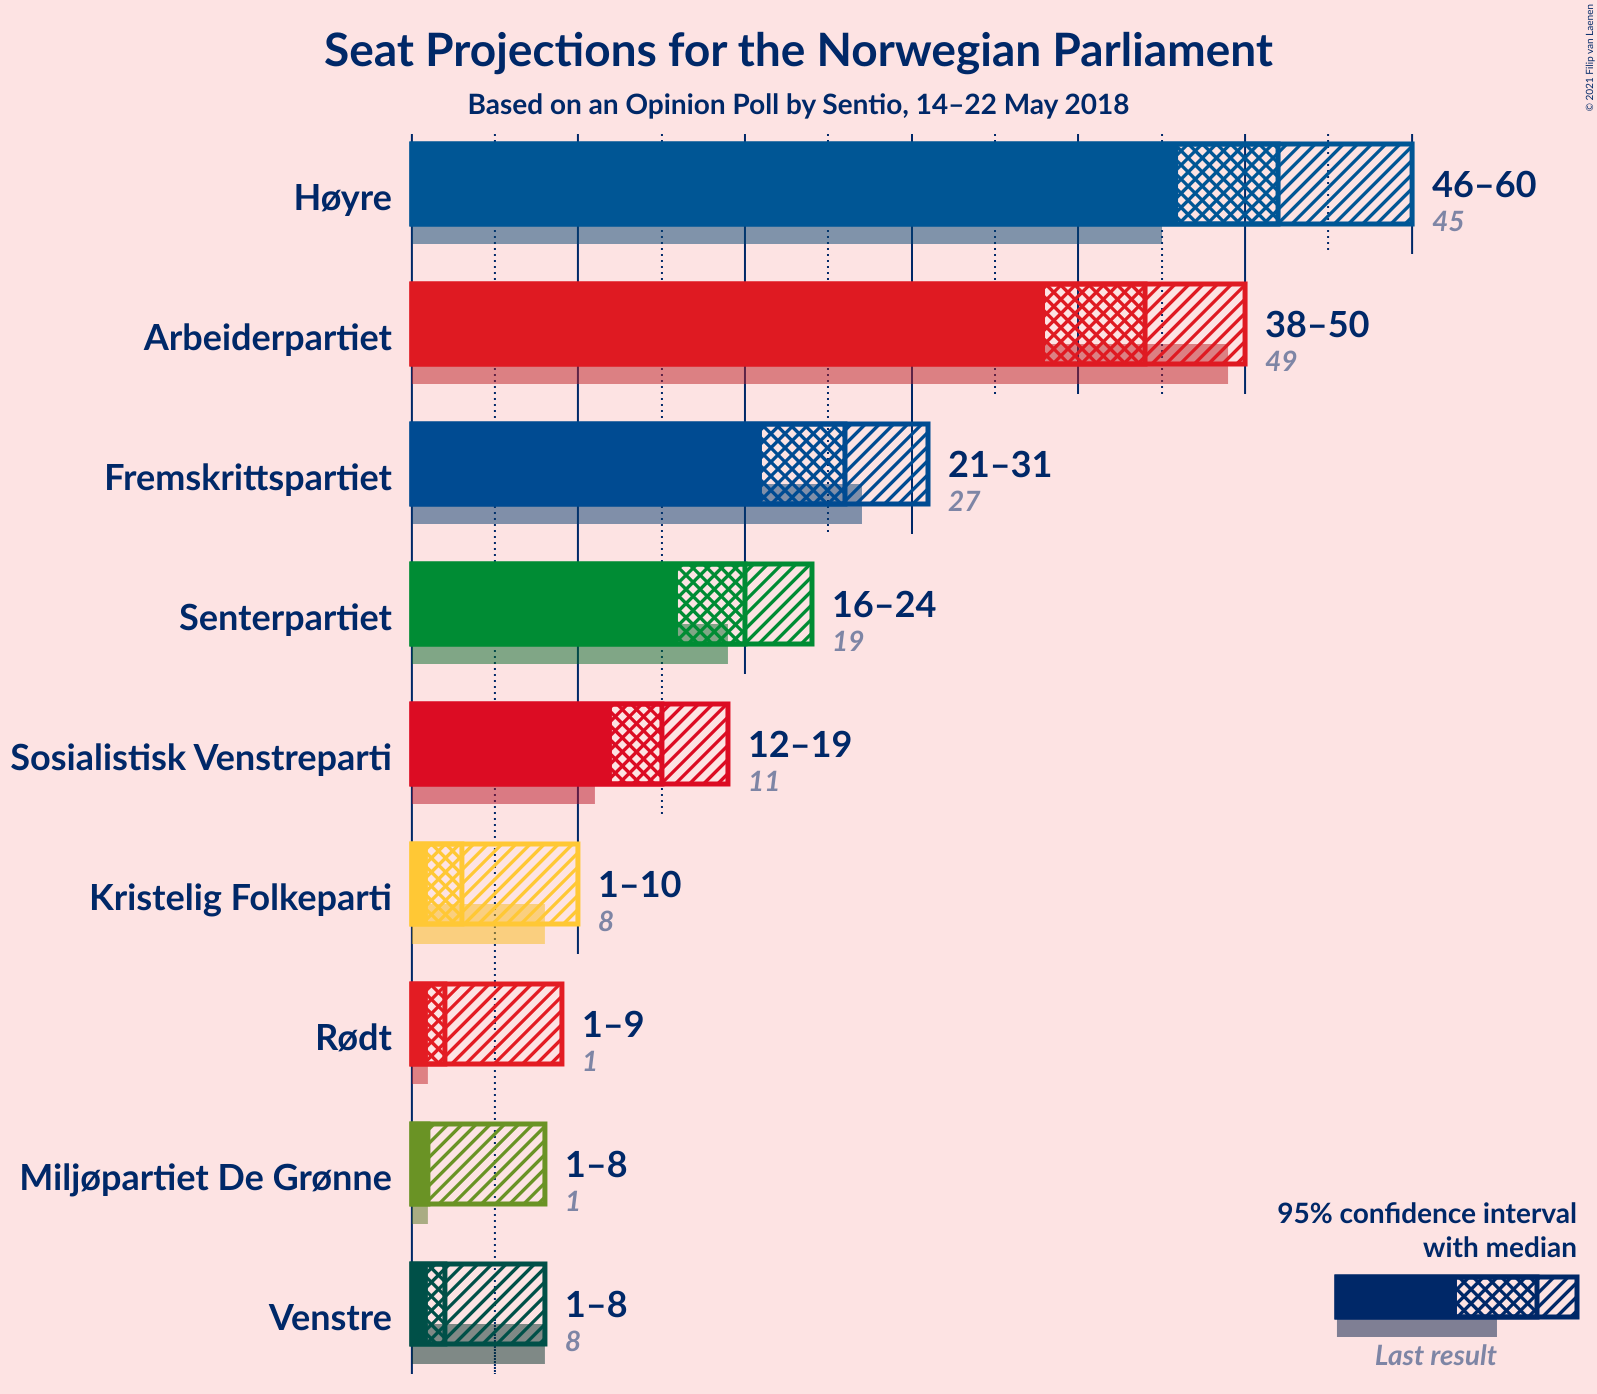 Seat Projections for the Norwegian Parliament
Based on an Opinion Poll by Sentio, 14–22 May 2018
© 2021 Filip van Laenen
Høyre
46–60
45
Arbeiderpartiet
38–50
49
Fremskrittspartiet
21–31
27
Senterpartiet
16–24
19
Sosialistisk Venstreparti
12–19
11
Kristelig Folkeparti
1–10
8
Rødt
1–9
1
Miljøpartiet De Grønne
1–8
1
Venstre
1–8
8
95% confidence interval
with median
Last result